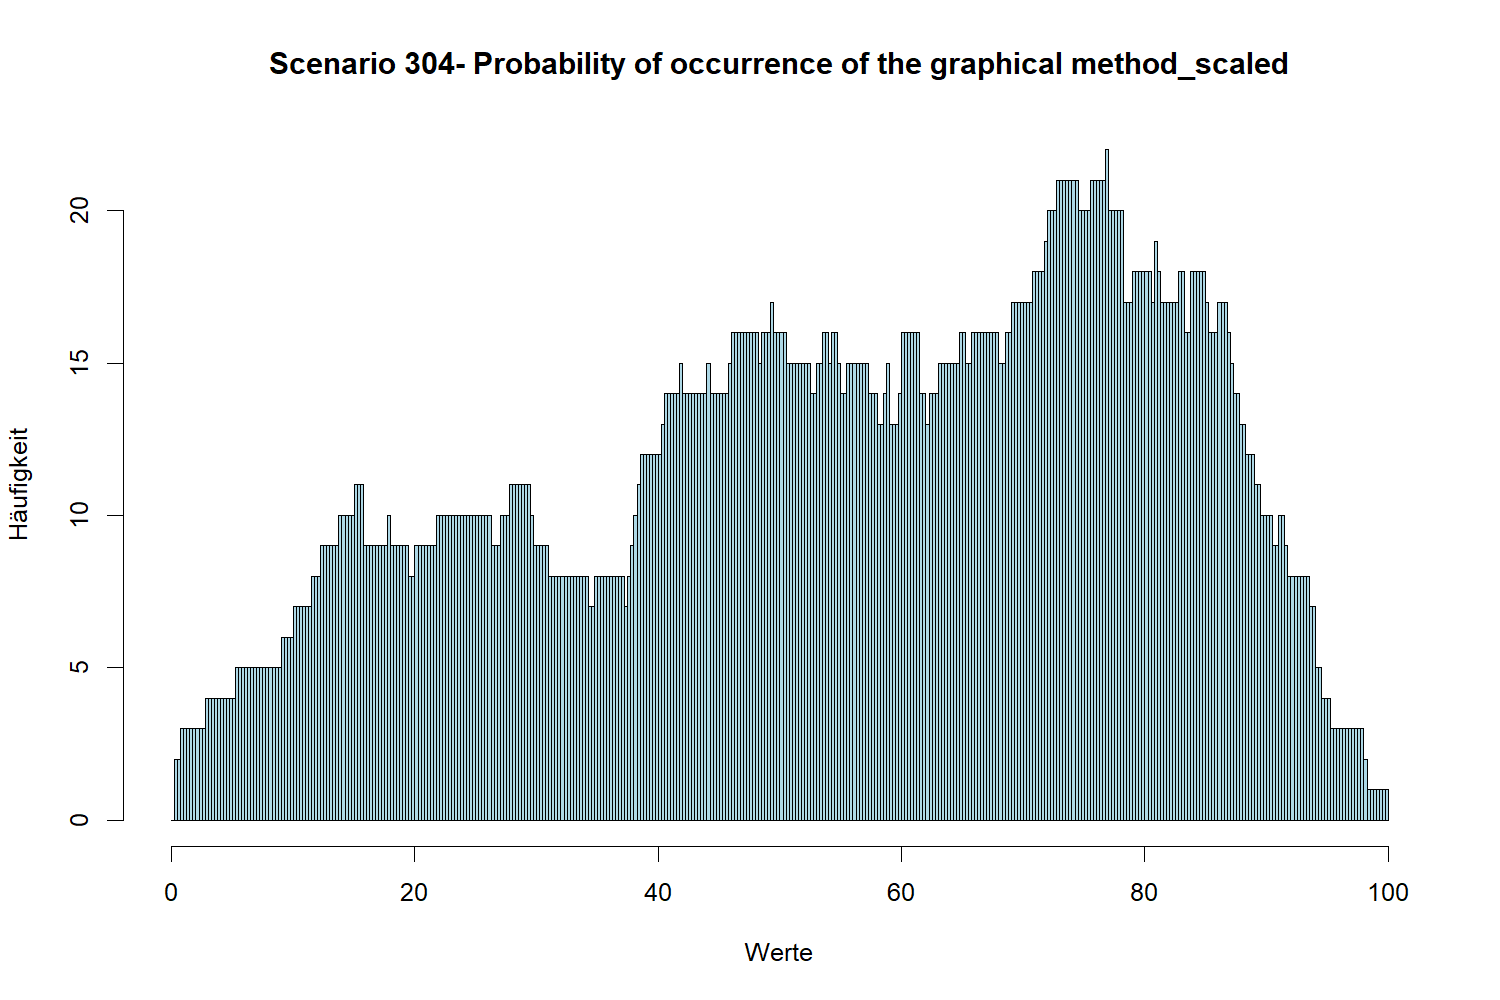 Scenario 304- Probability of occurrence of the graphical method_scaled
Häufigkeit
20
15
10
5
0
0 20 40 60 80 100
Werte